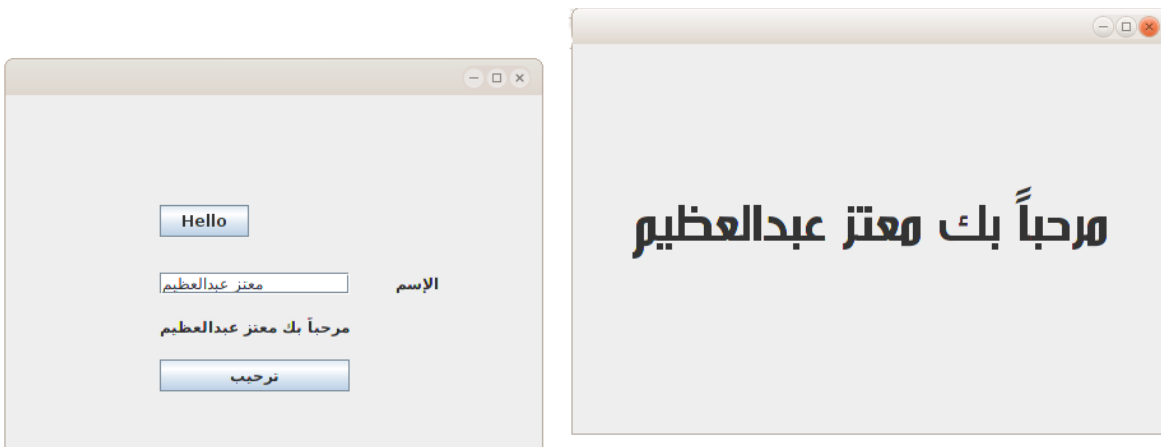 Hello
الإسم معتز عبدالعظيم
مرحباً بك معتز عبدالعظيم
ترحيب
مرحباً بك معتز عبدالعظيم